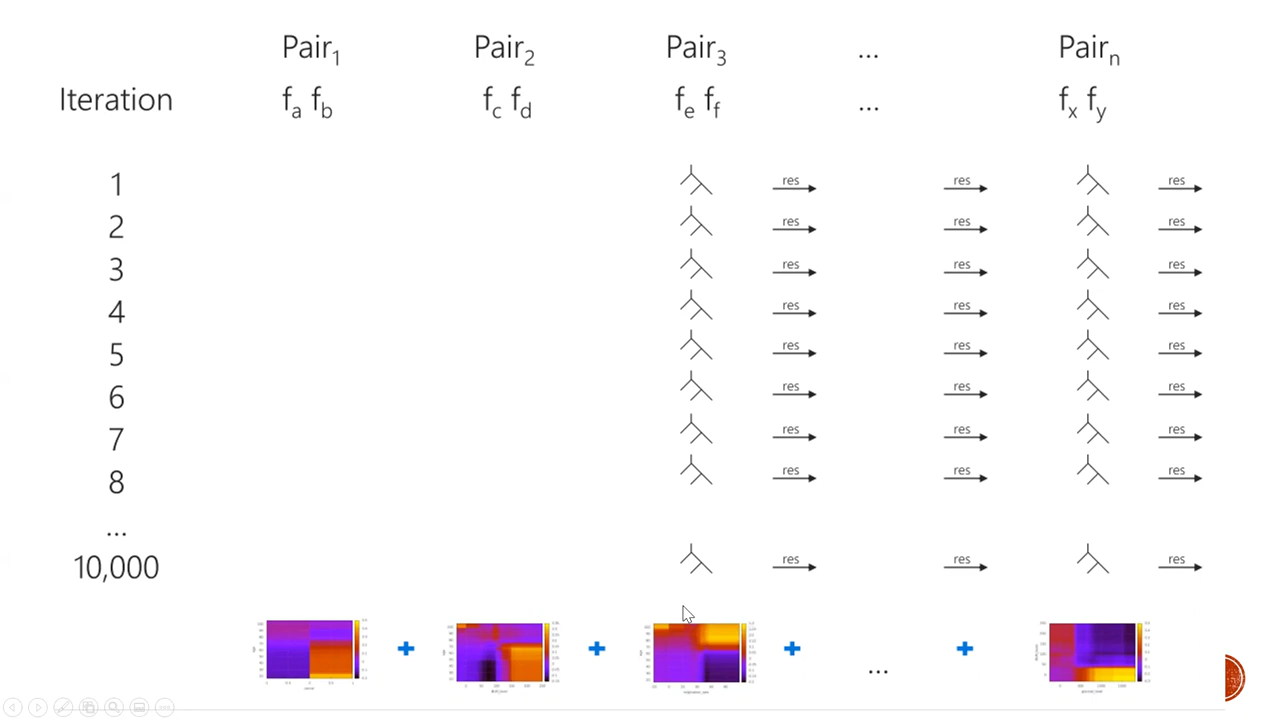 Pair1 Pair2 Pair3 ... Pairn
Iteration fa fb fc fd fe ff ... fx fy
1 res res res
2 res res res
3 res res res
4 res res res
5 res res res
6 res res res
7 res res res
8 res res res
...
10,000 res res res
...